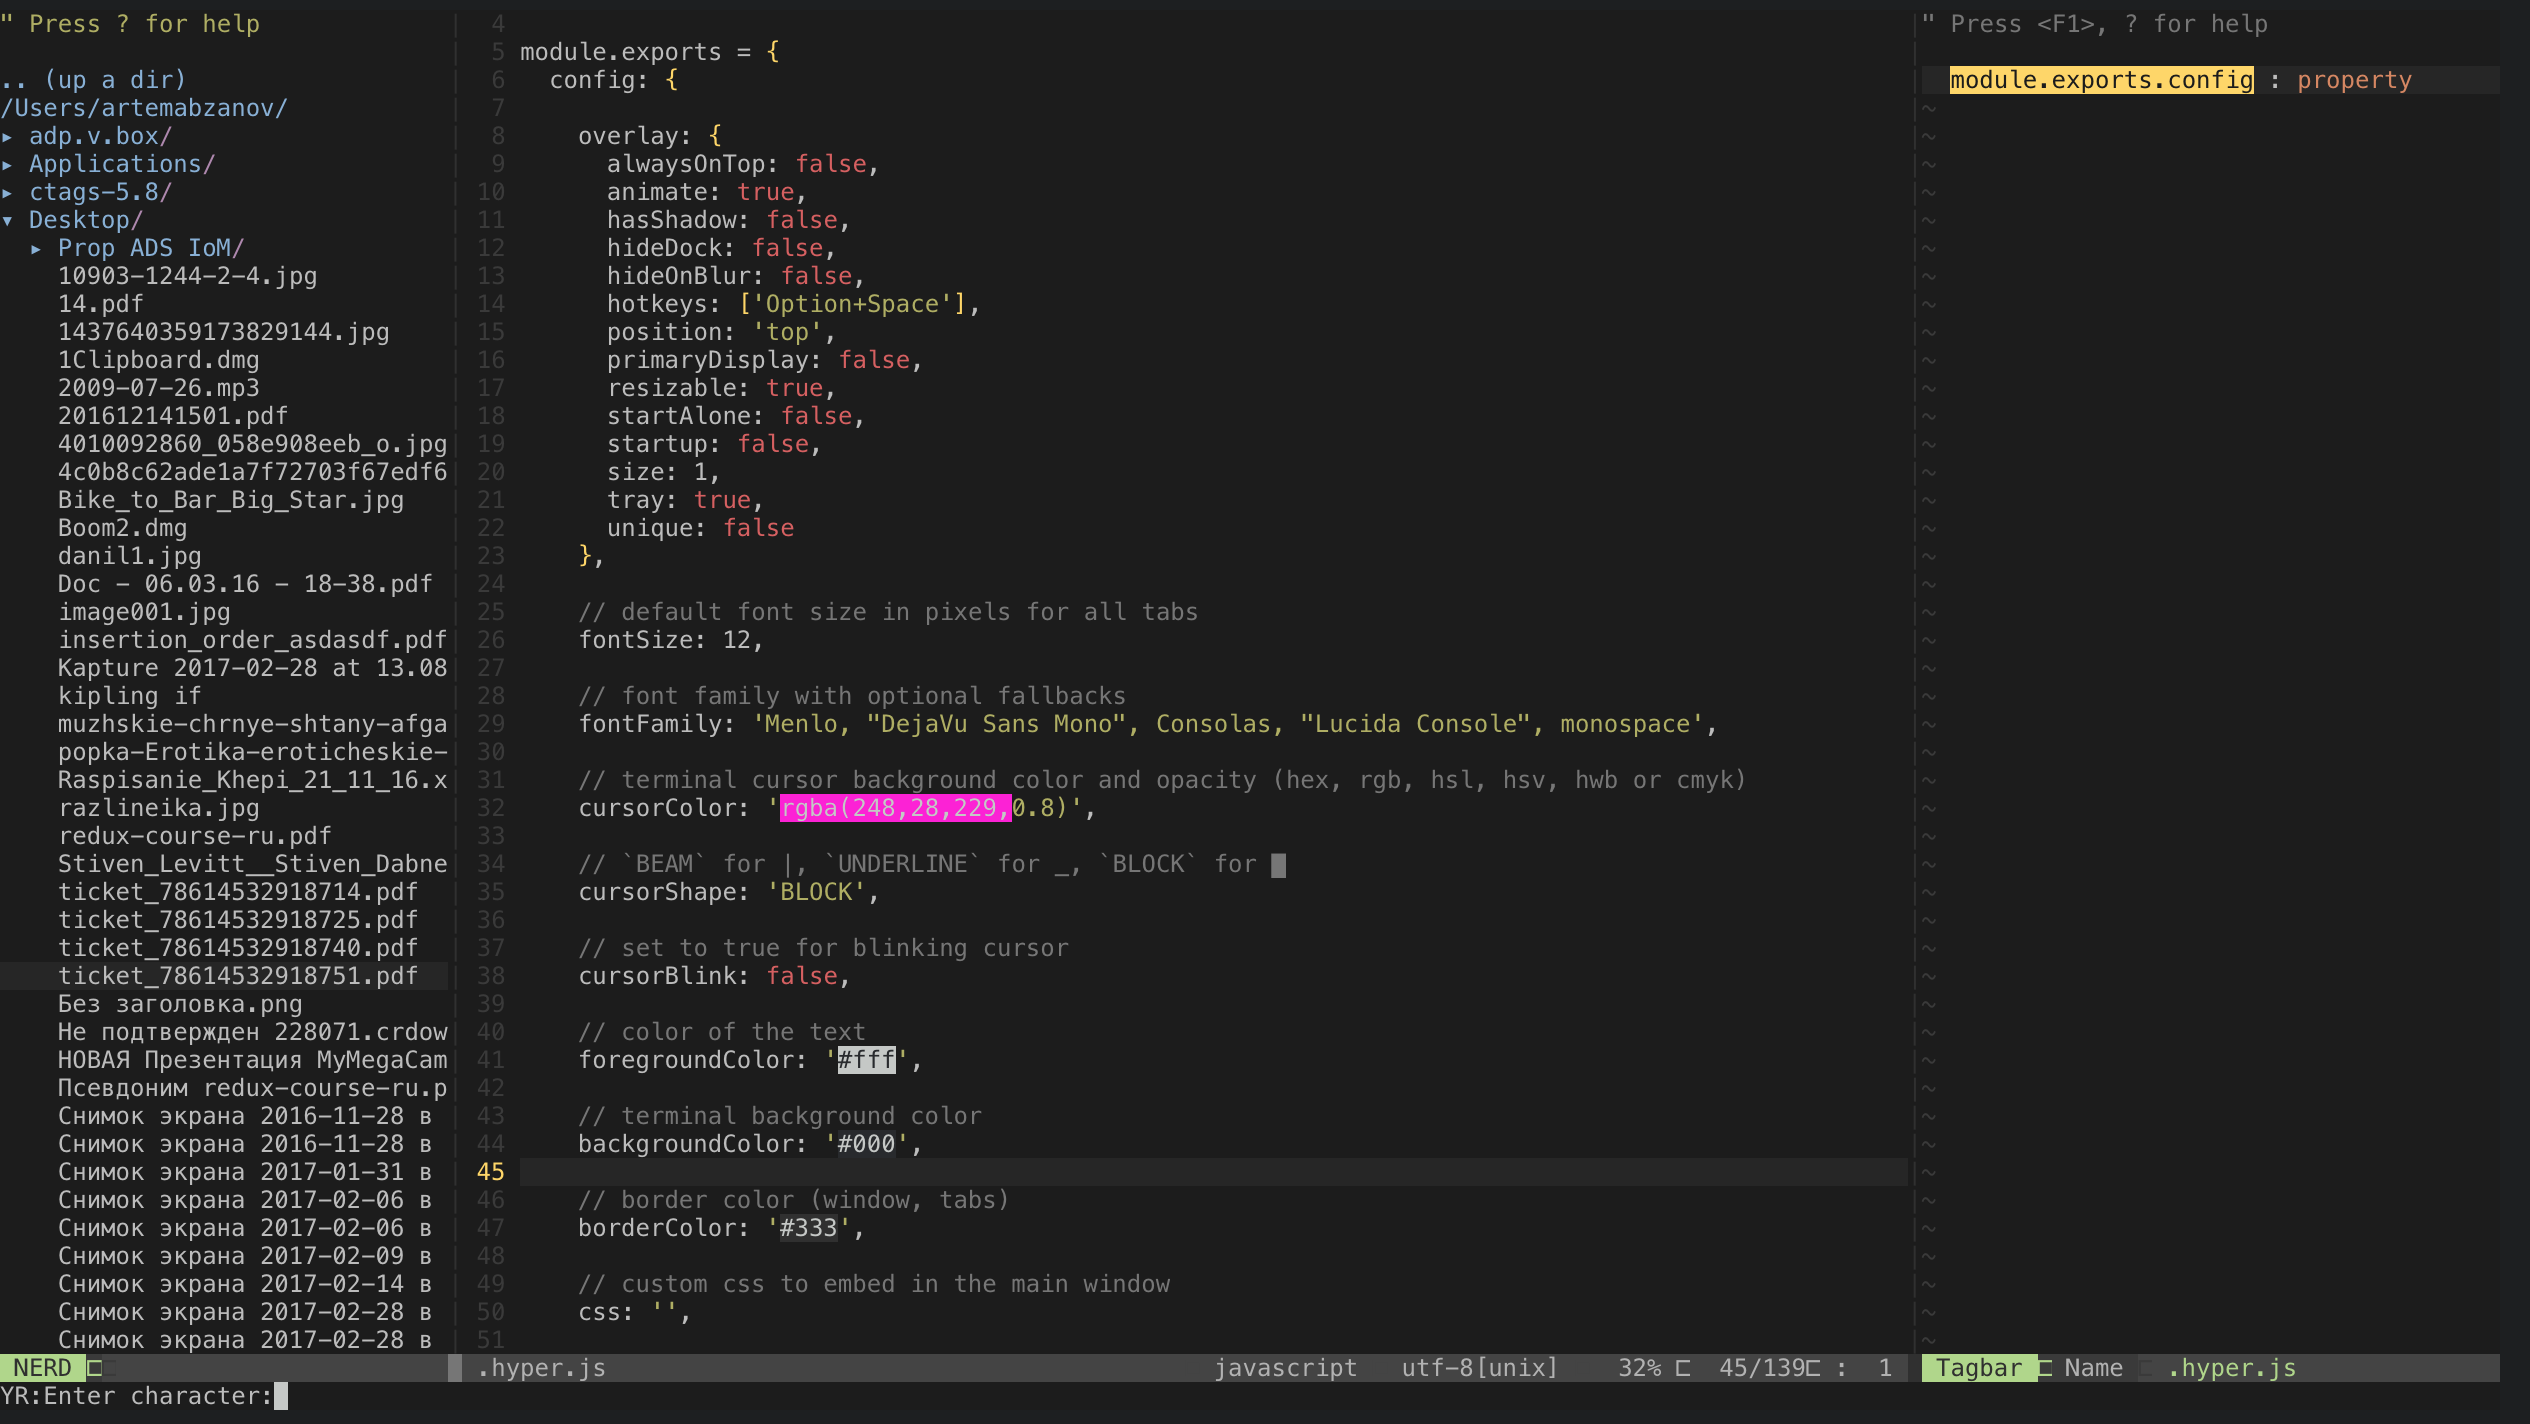 " Press ? for help
.. (up a dir)
/Users/artemabzanov/
▸ adp.v.box/
▸ Applications/
▸ ctags-5.8/
▾ Desktop/
▸ Prop ADS IoM/
10903-1244-2-4.jpg
14.pdf
1437640359173829144.jpg
1Clipboard.dmg
2009-07-26.mp3
201612141501.pdf
4010092860_058e908eeb_o.jpg
4c0b8c62ade1a7f72703f67edf6
Bike_to_Bar_Big_Star.jpg
Boom2.dmg
danil1.jpg
Doc - 06.03.16 - 18-38.pdf
image001.jpg
insertion_order_asdasdf.pdf
Kapture 2017-02-28 at 13.08
kipling if
muzhskie-chrnye-shtany-afga
popka-Erotika-eroticheskie-
Raspisanie_Khepi_21_11_16.x
razlineika.jpg
redux-course-ru.pdf
Stiven_Levitt__Stiven_Dabne
ticket_78614532918714.pdf
ticket_78614532918725.pdf
ticket_78614532918740.pdf
ticket_78614532918751.pdf
Без заголовка.png
Не подтвержден 228071.crdow
НОВАЯ Презентация MyMegaCam
Псевдоним redux-course-ru.p
Снимок экрана 2016-11-28 в
Снимок экрана 2016-11-28 в
Снимок экрана 2017-01-31 в
Снимок экрана 2017-02-06 в
Снимок экрана 2017-02-06 в
Снимок экрана 2017-02-09 в
Снимок экрана 2017-02-14 в
Снимок экрана 2017-02-28 в
Снимок экрана 2017-02-28 в
4
5 module.exports = {
6 config: {
7
8 overlay: {
9 alwaysOnTop: false,
10 animate: true,
11 hasShadow: false,
12 hideDock: false,
13 hideOnBlur: false,
14 hotkeys: ['Option+Space'],
15 position: 'top',
16 primaryDisplay: false,
17 resizable: true,
18 startAlone: false,
19 startup: false,
20 size: 1,
21 tray: true,
22 unique: false
23 },
24
25 // default font size in pixels for all tabs
26 fontSize: 12,
27
28 // font family with optional fallbacks
29 fontFamily: 'Menlo, "DejaVu Sans Mono", Consolas, "Lucida Console", monospace',
30
31 // terminal cursor background color and opacity (hex, rgb, hsl, hsv, hwb or cmyk)
32 cursorColor: 'rgba(248,28,229,0.8)',
33
34 // `BEAM` for |, `UNDERLINE` for _, `BLOCK` for █
35 cursorShape: 'BLOCK',
36
37 // set to true for blinking cursor
38 cursorBlink: false,
39
40 // color of the text
41 foregroundColor: '#fff',
42
43 // terminal background color
44 backgroundColor: '#000',
45
46 // border color (window, tabs)
47 borderColor: '#333',
48
49 // custom css to embed in the main window
50 css: '',
51
" Press <F1>, ? for help
module.exports.config : property
NERD
.hyper.js javascript utf-8[unix] 32% 45/139 : 1
Tagbar Name .hyper.js
YR:Enter character: